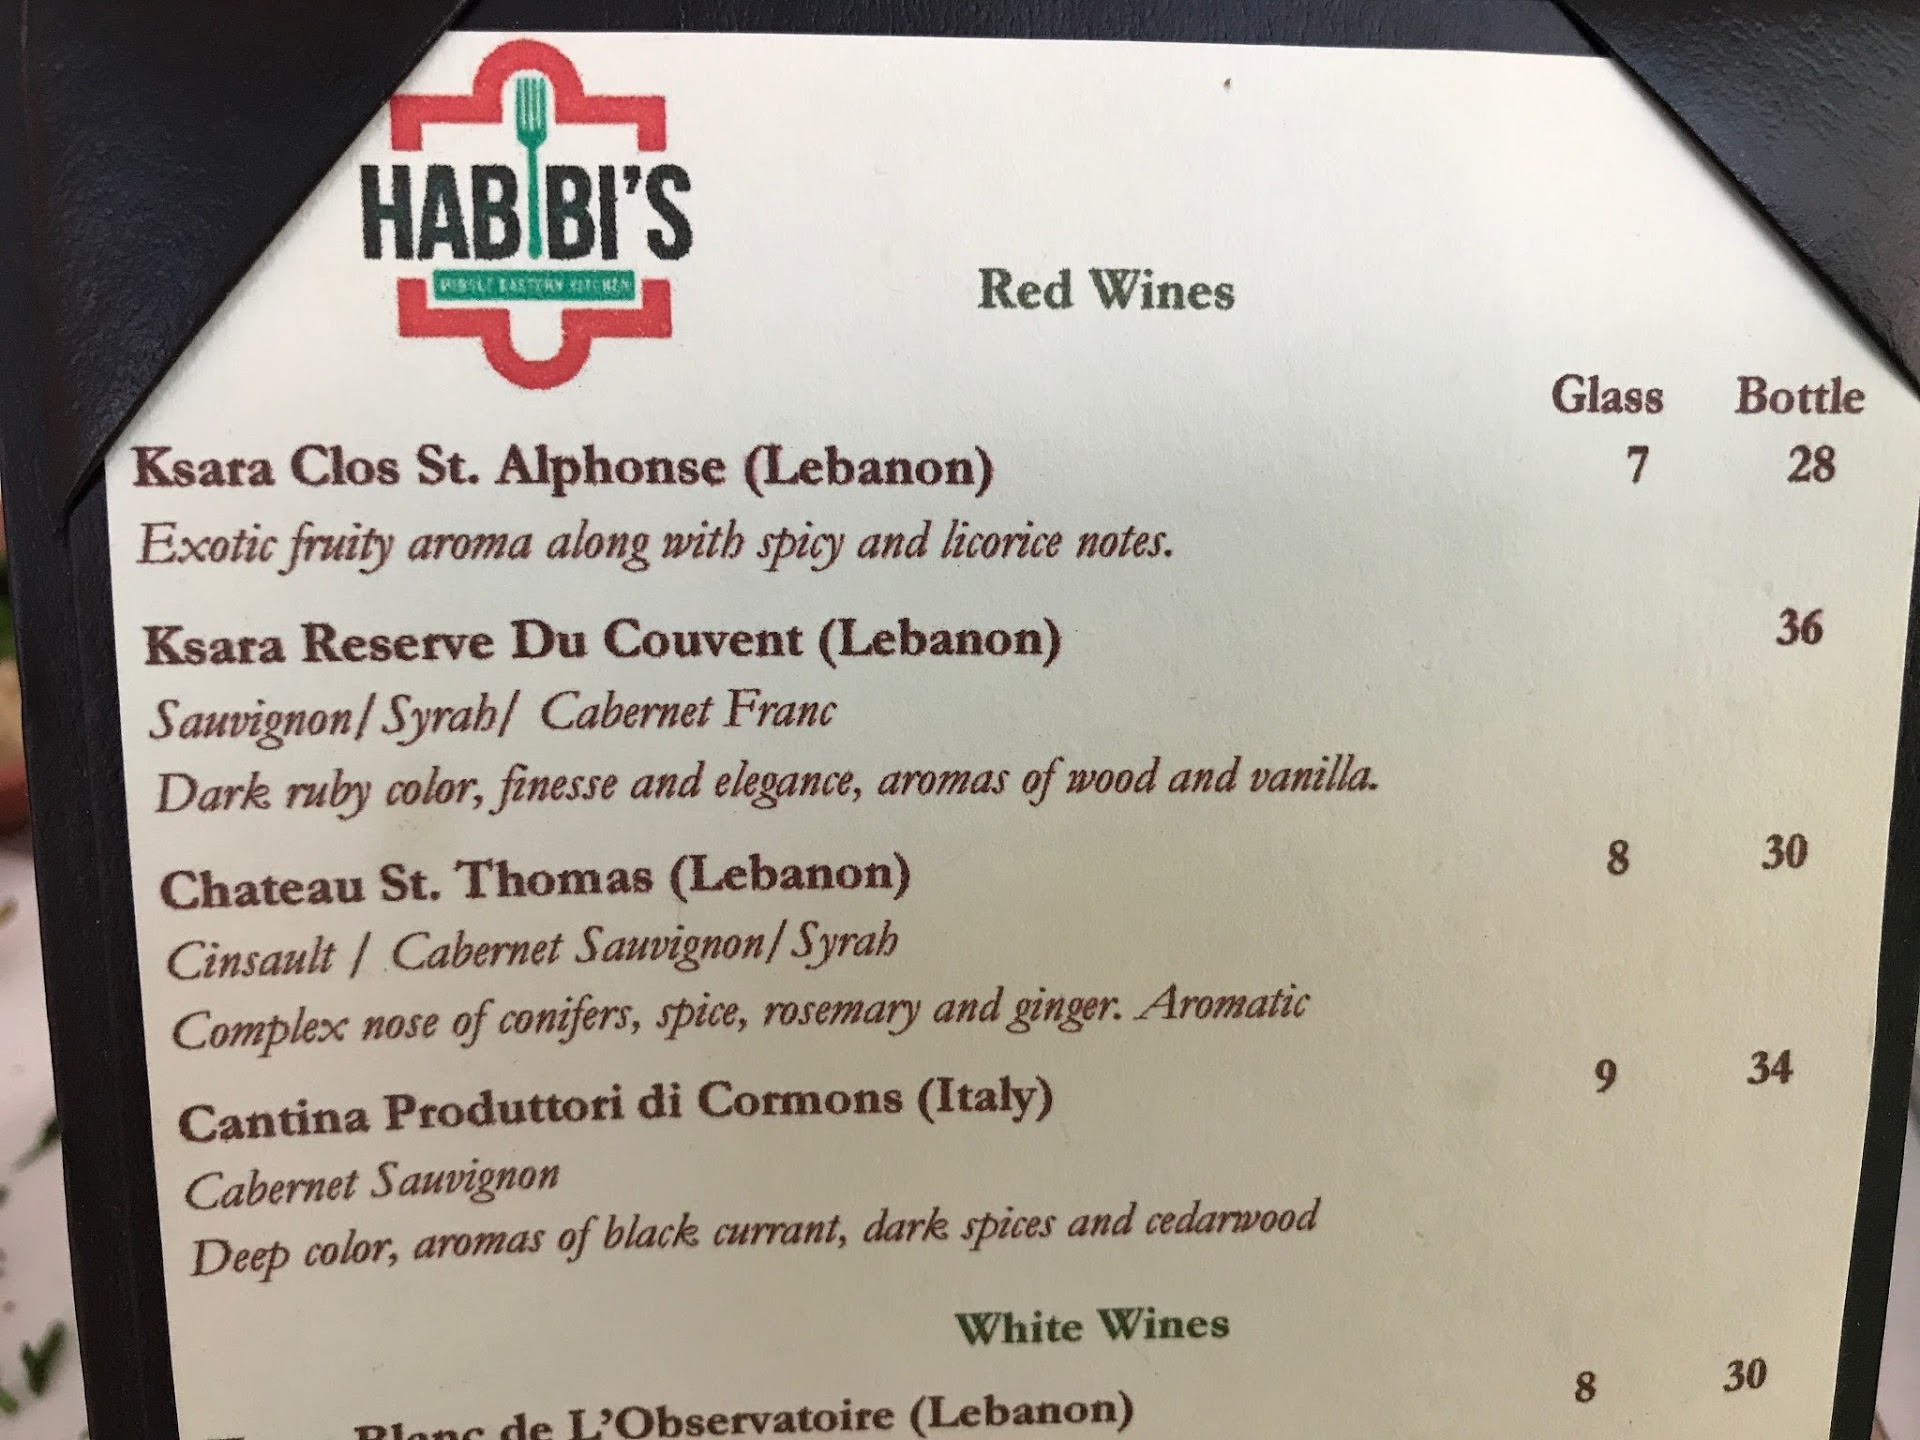 HABIBI'S
MIDDLE EASTERN KITCHEN
Red Wines
Glass Bottle
Ksara Clos St. Alphonse (Lebanon) 7 28
Exotic fruity aroma along with spicy and licorice notes.
Ksara Reserve Du Couvent (Lebanon) 36
Sauvignon/ Syrah/ Cabernet Franc
Dark ruby color, finesse and elegance, aromas of wood and vanilla.
Chateau St. Thomas (Lebanon) 8 30
Cinsault / Cabernet Sauvignon/ Syrah
Complex nose of conifers, spice, rosemary and ginger. Aromatic
Cantina Produttori di Cormons (Italy) 9 34
Cabernet Sauvignon
Deep color, aromas of black currant, dark spices and cedarwood
White Wines
Blanc de L'Observatoire (Lebanon) 8 30